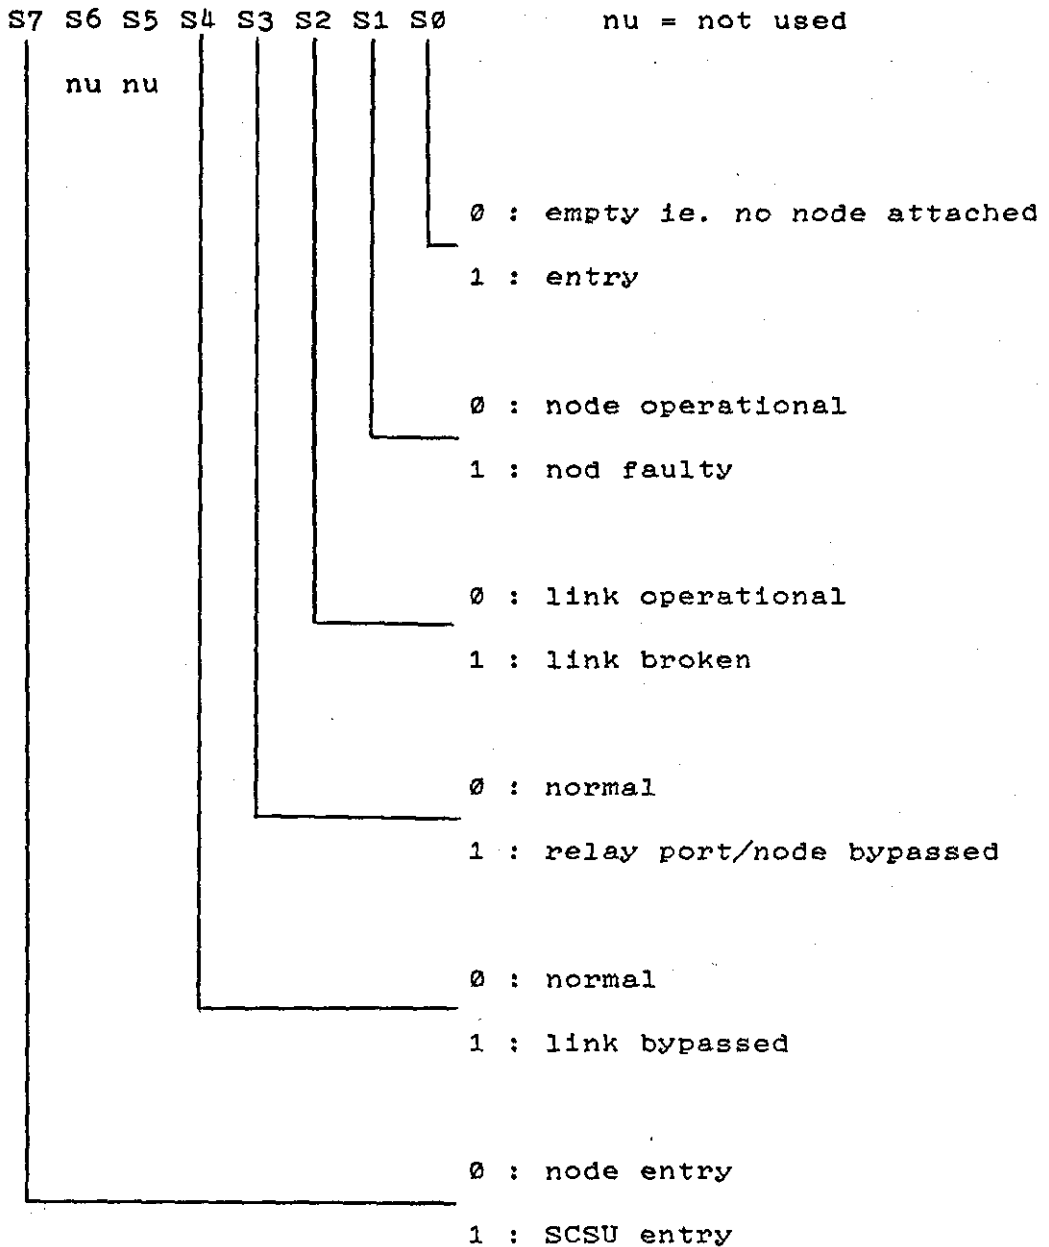 S7 S6 S5 S4 S3 S2 S1 SØ nu = not used
nu nu
Ø : empty ie. no node attached
1 : entry
Ø : node operational
1 : nod faulty
Ø : link operational
1 : link broken
Ø : normal
1 : relay port/node bypassed
Ø : normal
1 : link bypassed
Ø : node entry
1 : SCSU entry